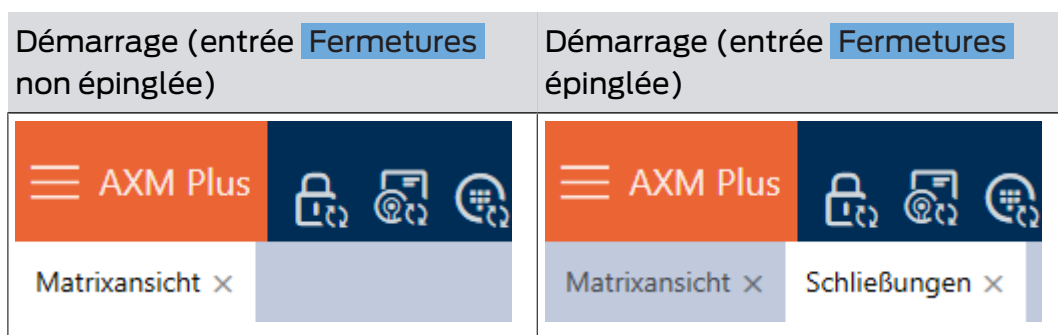 Démarrage (entrée Fermetures
non épinglée)
Démarrage (entrée Fermetures
épinglée)
AXM Plus
Matrixansicht ×
AXM Plus
Matrixansicht × Schließungen ×